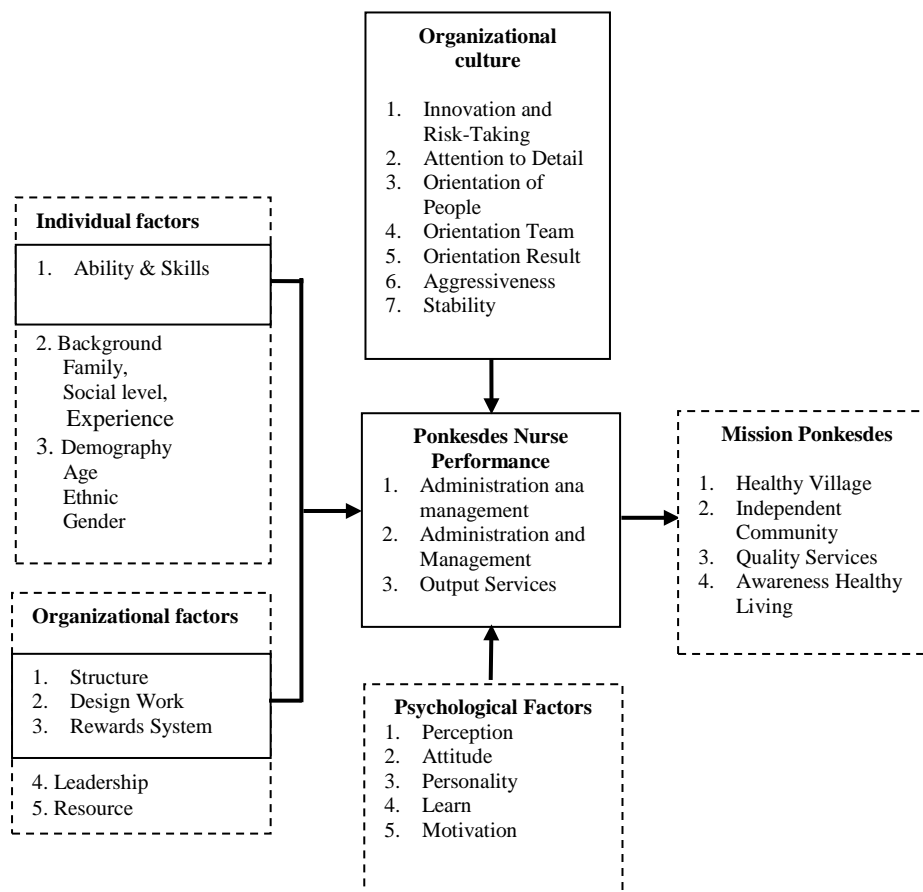 Organizational
culture
1. Innovation and
Risk-Taking
2. Attention to Detail
3. Orientation of
People
4. Orientation Team
5. Orientation Result
6. Aggressiveness
7. Stability
Individual factors
1. Ability & Skills
2. Background
Family,
Social level,
Experience
3. Demography
Age
Ethnic
Gender
Organizational factors
1. Structure
2. Design Work
3. Rewards System
4. Leadership
5. Resource
Ponkesdes Nurse
Performance
1. Administration ana
management
2. Administration and
Management
3. Output Services
Psychological Factors
1. Perception
2. Attitude
3. Personality
4. Learn
5. Motivation
Mission Ponkesdes
1. Healthy Village
2. Independent
Community
3. Quality Services
4. Awareness Healthy
Living